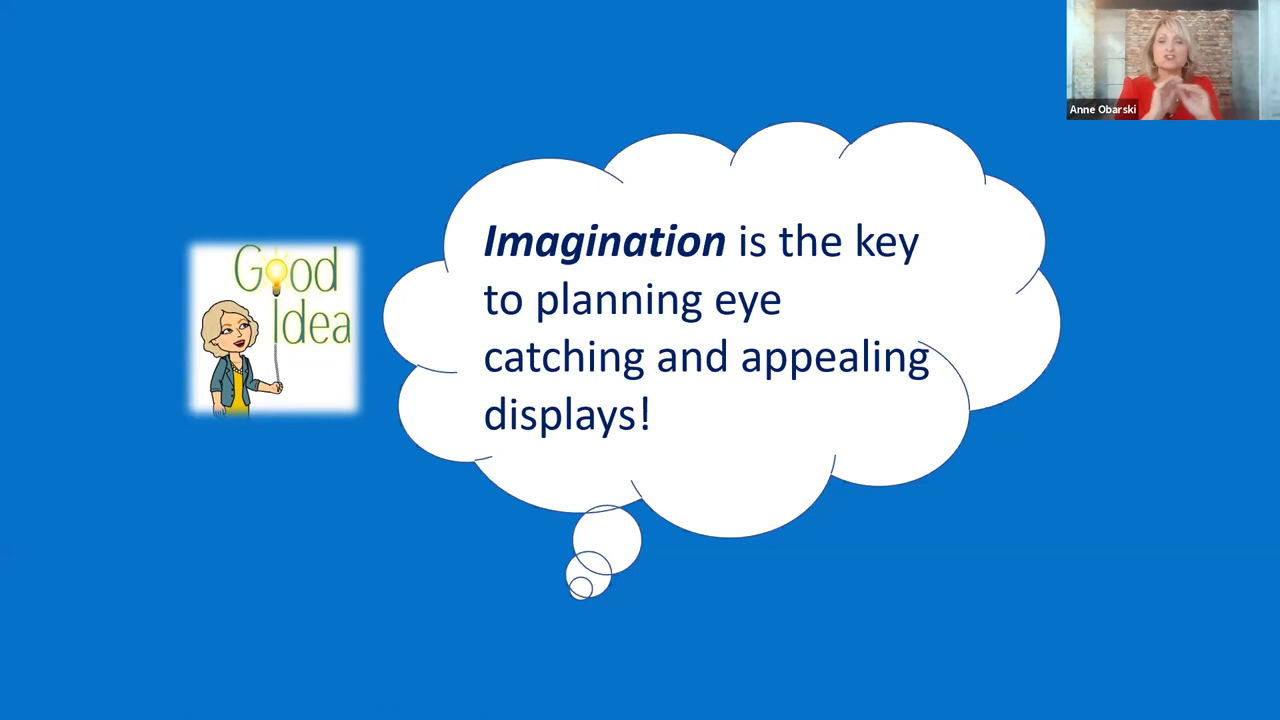 Anne Obarski
Good
Idea
Imagination is the key
to planning eye
catching and appealing
displays!